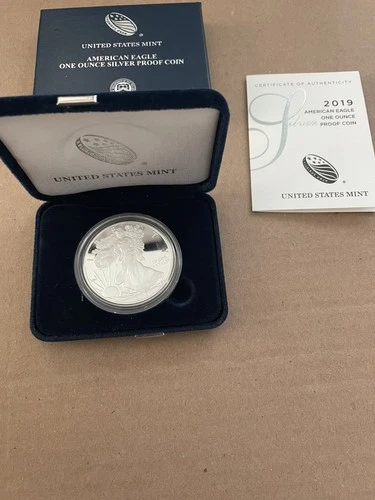 UNITED STATES MINT
AMERICAN EAGLE
ONE OUNCE SILVER PROOF COIN
UNITED STATES MINT
CERTIFICATE OF AUTHENTICITY
Silver
2019
AMERICAN EAGLE
ONE OUNCE
PROOF COIN
UNITED STATES MINT